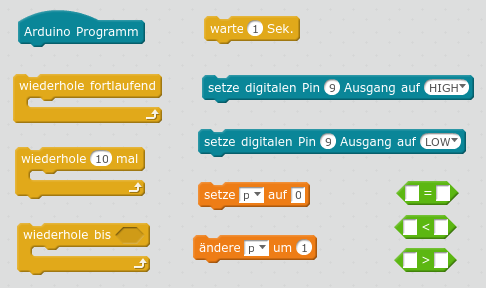 Arduino Programm
warte 1 Sek.
wiederhole fortlaufend
setze digitalen Pin 9 Ausgang auf HIGH
wiederhole 10 mal
setze digitalen Pin 9 Ausgang auf LOW
setze p auf 0
=
wiederhole bis
<
ändere p um 1
>